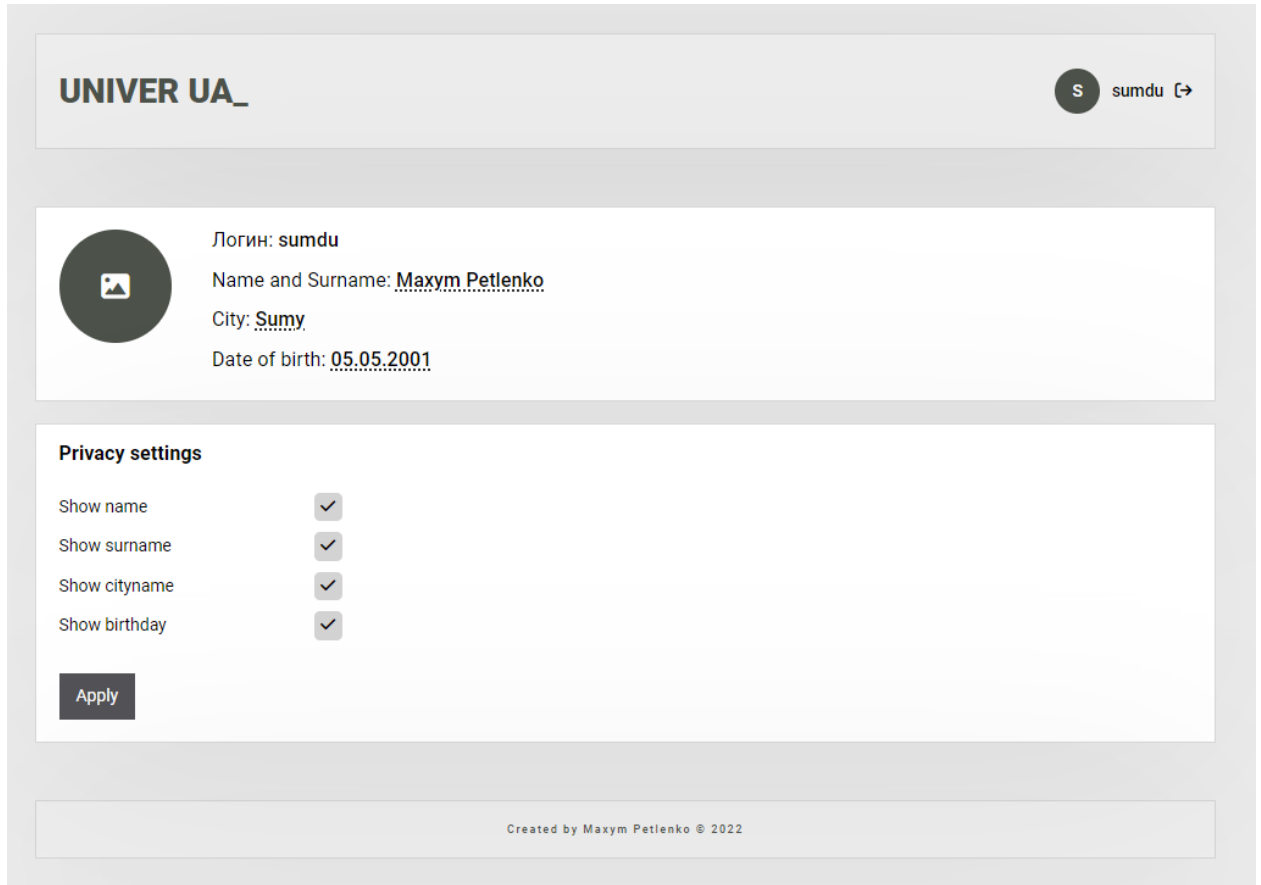 UNIVER UA_
S sumdu
Логин: sumdu
Name and Surname: Maxym Petlenko
City: Sumy
Date of birth: 05.05.2001
Privacy settings
Show name
Show surname
Show cityname
Show birthday
Apply
Created by Maxym Petlenko © 2022